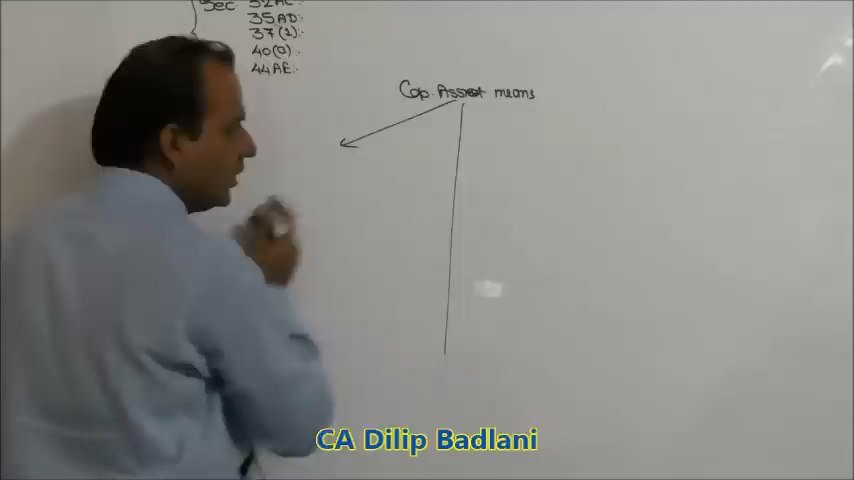 Sec 32AC:
35AD:
37(1):
40(a):
44AE:
Cap. Asset means
CA Dilip Badlani